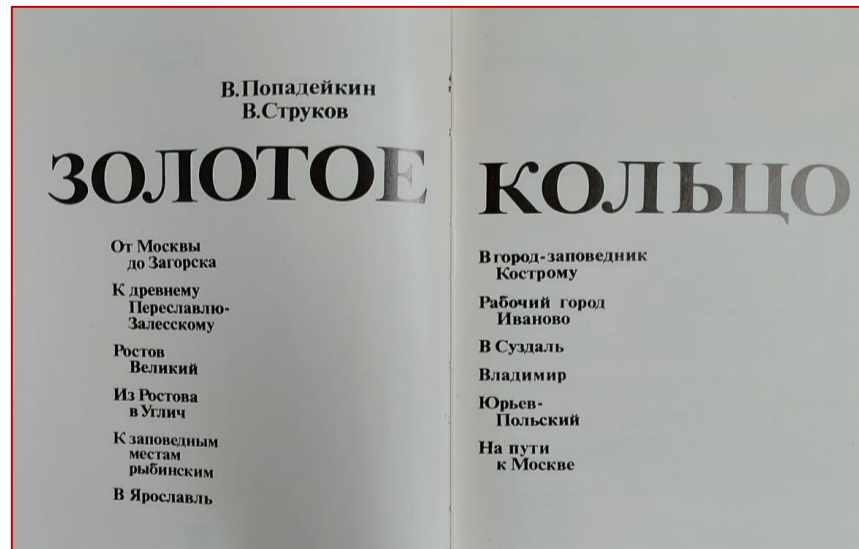 В.Попадейкин
В.Струков
ЗОЛОТОЕ КОЛЬЦО
От Москвы
до Загорска
К древнему
Переславлю-
Залесскому
Ростов
Великий
Из Ростова
в Углич
К заповедным
местам
рыбинским
В Ярославль
В город-заповедник
Кострому
Рабочий город
Иваново
В Суздаль
Владимир
Юрьев-
Польский
На пути
к Москве